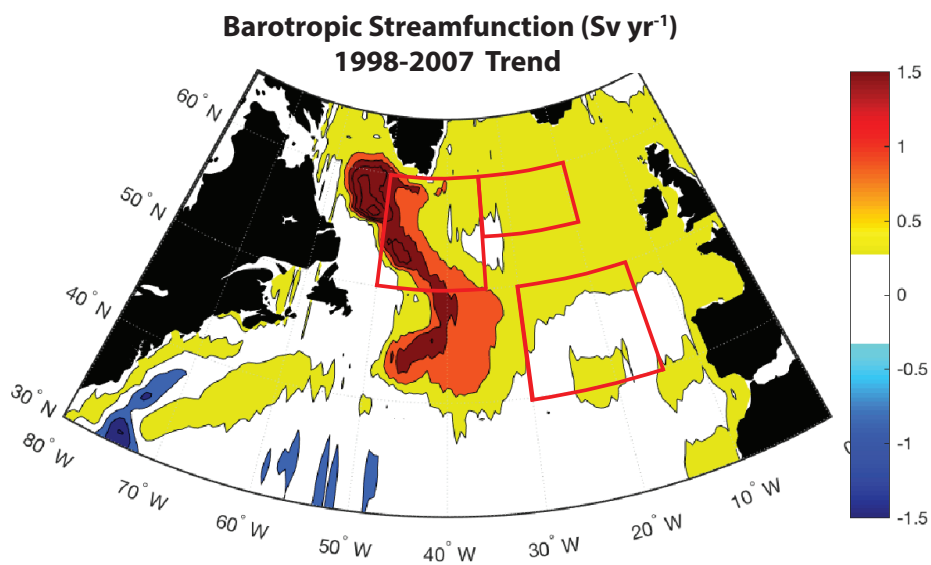 Barotropic Streamfunction (Sv yr-1)
1998-2007 Trend
60° N
50° N
40° N
30° N
80° W
70° W
60° W
50° W
40° W
30° W
20° W
10° W
0
1.5
1
0.5
0
-0.5
-1
-1.5